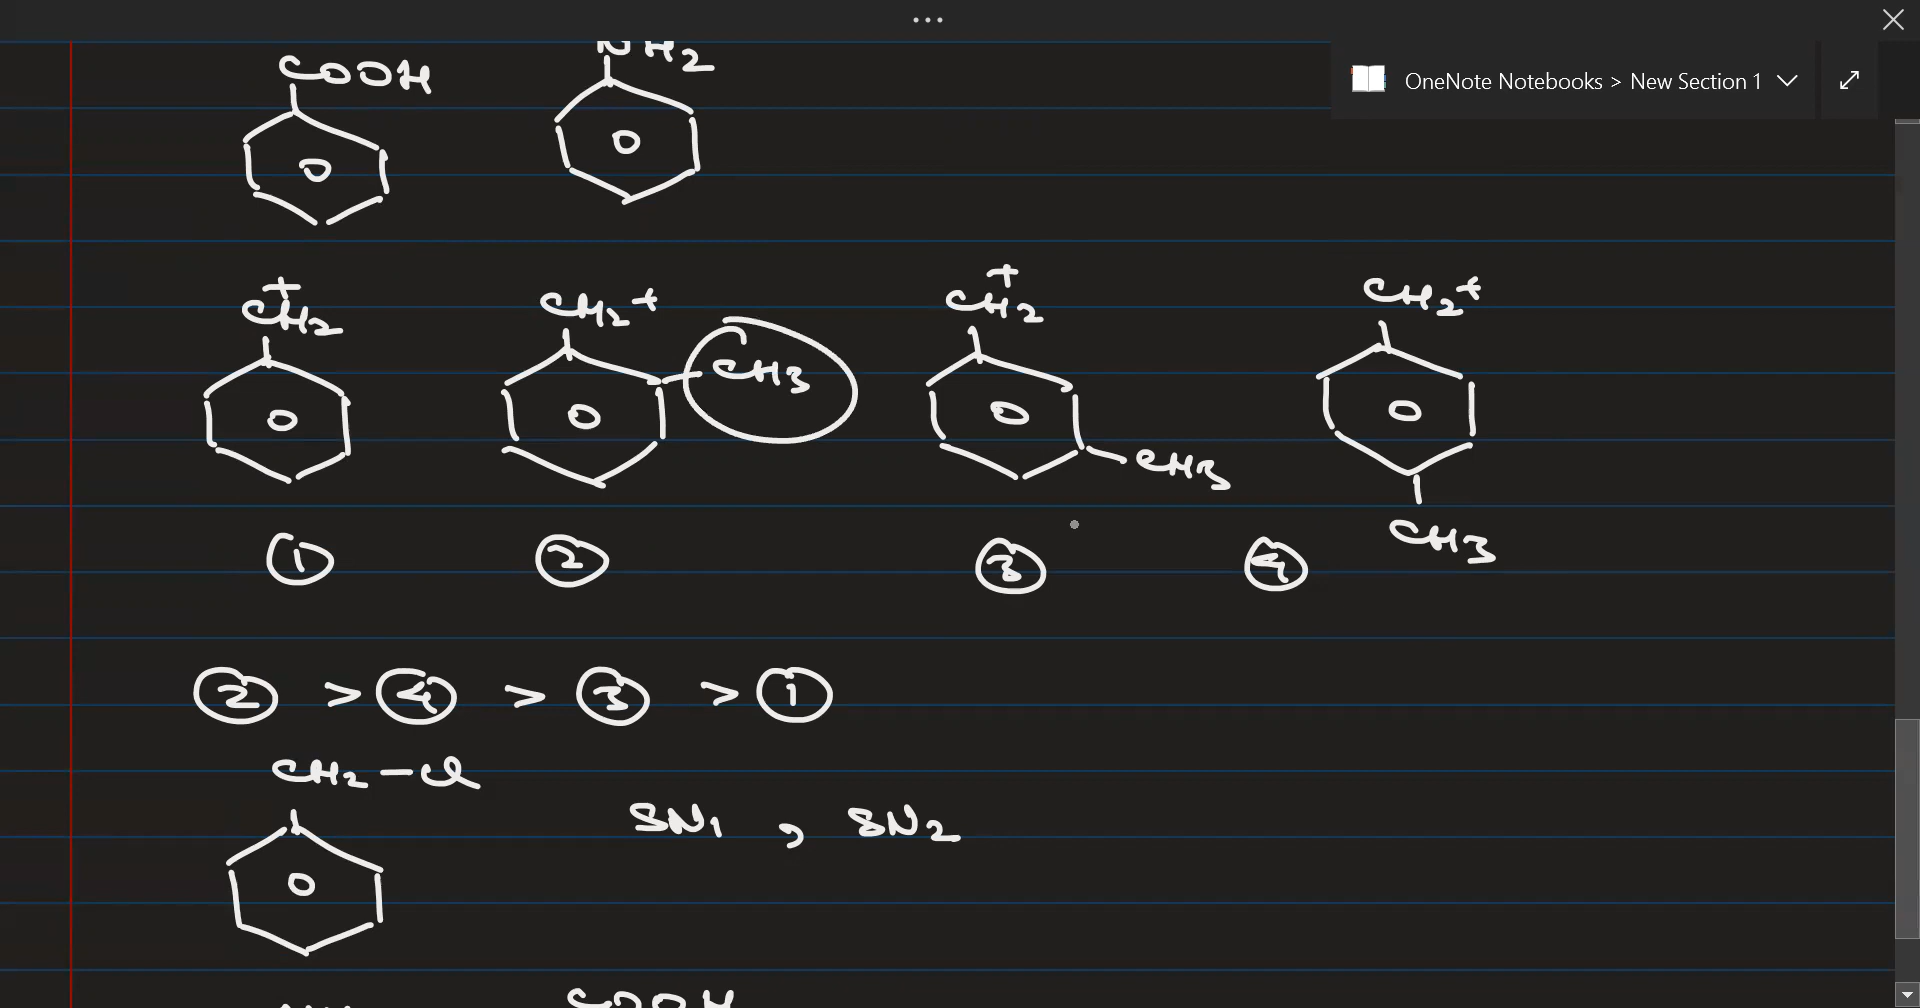 ...
OneNote Notebooks > New Section 1
COOH NH2
+ +
CH2 CH2+ CH2 CH2+
CH3
CH3
CH3
1 2 3 4
2 > 4 > 3 > 1
CH2-Cl
SN1 , SN2
COOH